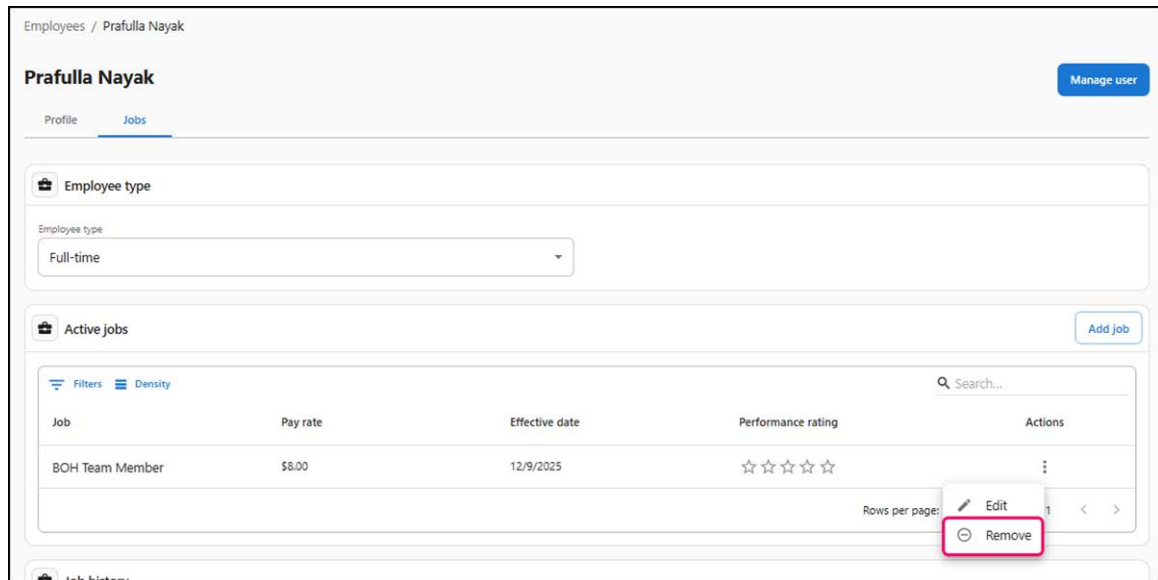 Employees / Prafulla Nayak
Prafulla Nayak
Manage user
Profile Jobs
Employee type
Employee type
Full-time
Active jobs Add job
Filters Density Search...
Job Pay rate Effective date Performance rating Actions
BOH Team Member $8.00 12/9/2025
Rows per page: 1
Edit
Remove
Job history